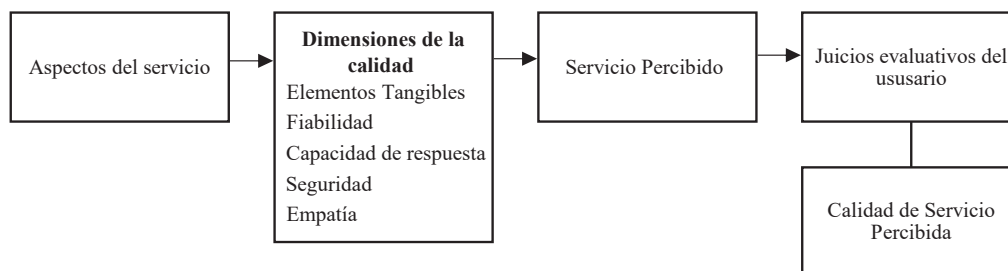 Aspectos del servicio
Dimensiones de la
calidad
Elementos Tangibles
Fiabilidad
Capacidad de respuesta
Seguridad
Empatía
Servicio Percibido
Juicios evaluativos del
ususario
Calidad de Servicio
Percibida